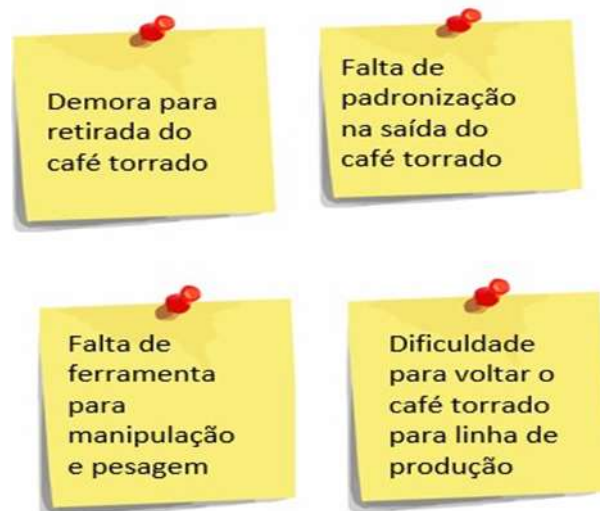 Demora para
retirada do
café torrado
Falta de
padronização
na saída do
café torrado
Falta de
ferramenta
para
manipulação
e pesagem
Dificuldade
para voltar o
café torrado
para linha de
produção